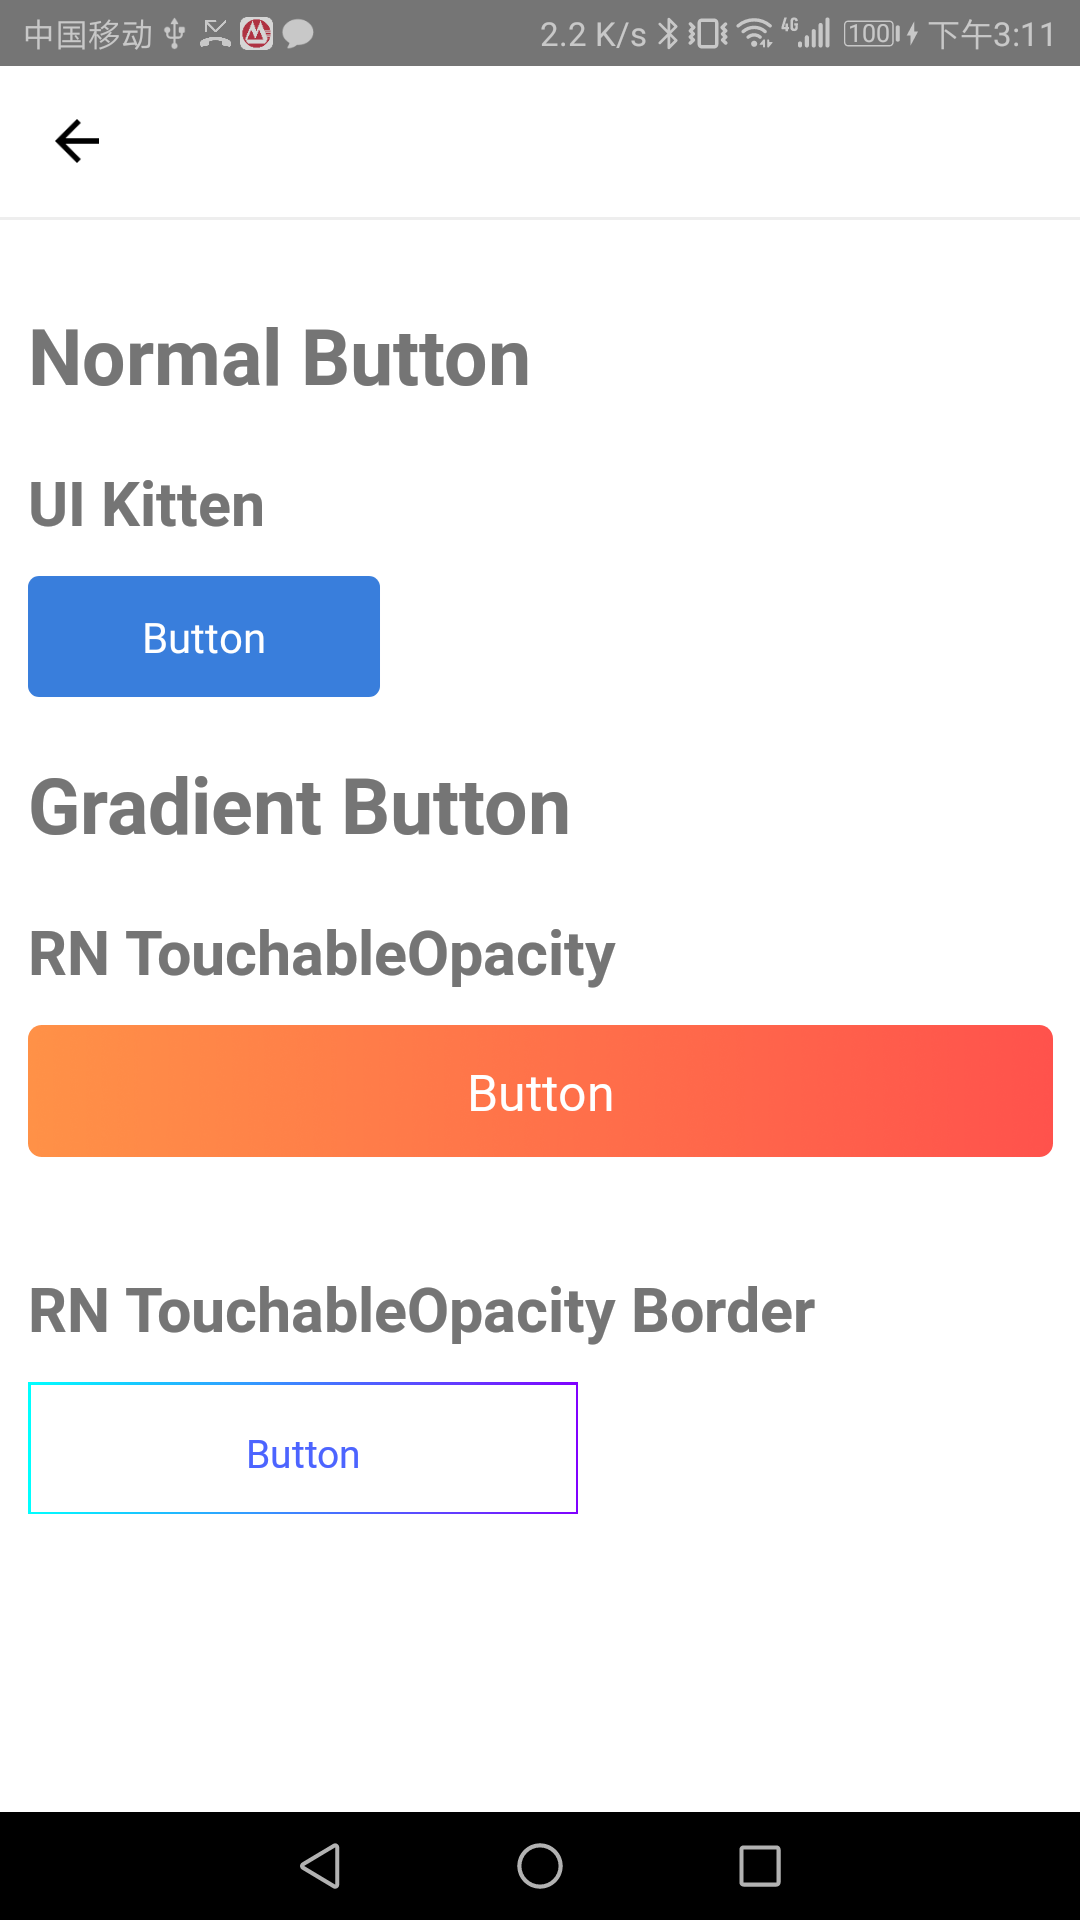 中国移动 2.2 K/s 4G 100 下午3:11
Normal Button
UI Kitten
Button
Gradient Button
RN TouchableOpacity
Button
RN TouchableOpacity Border
Button